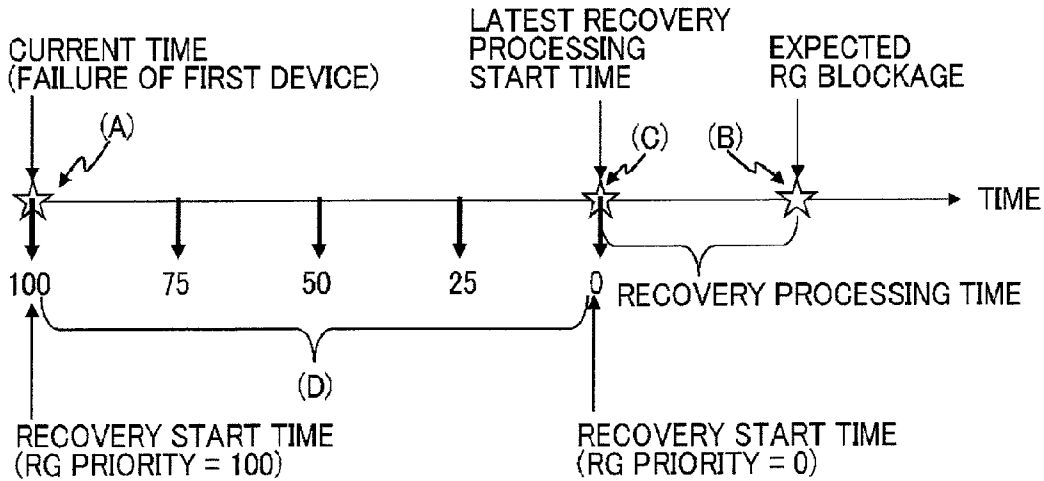 CURRENT TIME
(FAILURE OF FIRST DEVICE)
LATEST RECOVERY
PROCESSING
START TIME
EXPECTED
RG BLOCKAGE
(A)
(C)
(B)
TIME
100
75
50
25
0
RECOVERY PROCESSING TIME
(D)
RECOVERY START TIME
(RG PRIORITY = 100)
RECOVERY START TIME
(RG PRIORITY = 0)